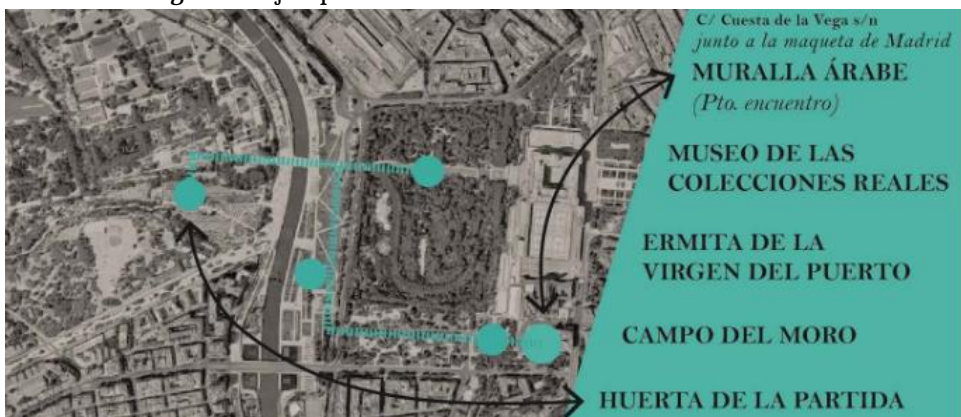 C/ Cuesta de la Vega s/n
junto a la maqueta de Madrid
MURALLA ÁRABE
(Pto. encuentro)
MUSEO DE LAS
COLECCIONES REALES
ERMITA DE LA
VIRGEN DEL PUERTO
CAMPO DEL MORO
HUERTA DE LA PARTIDA